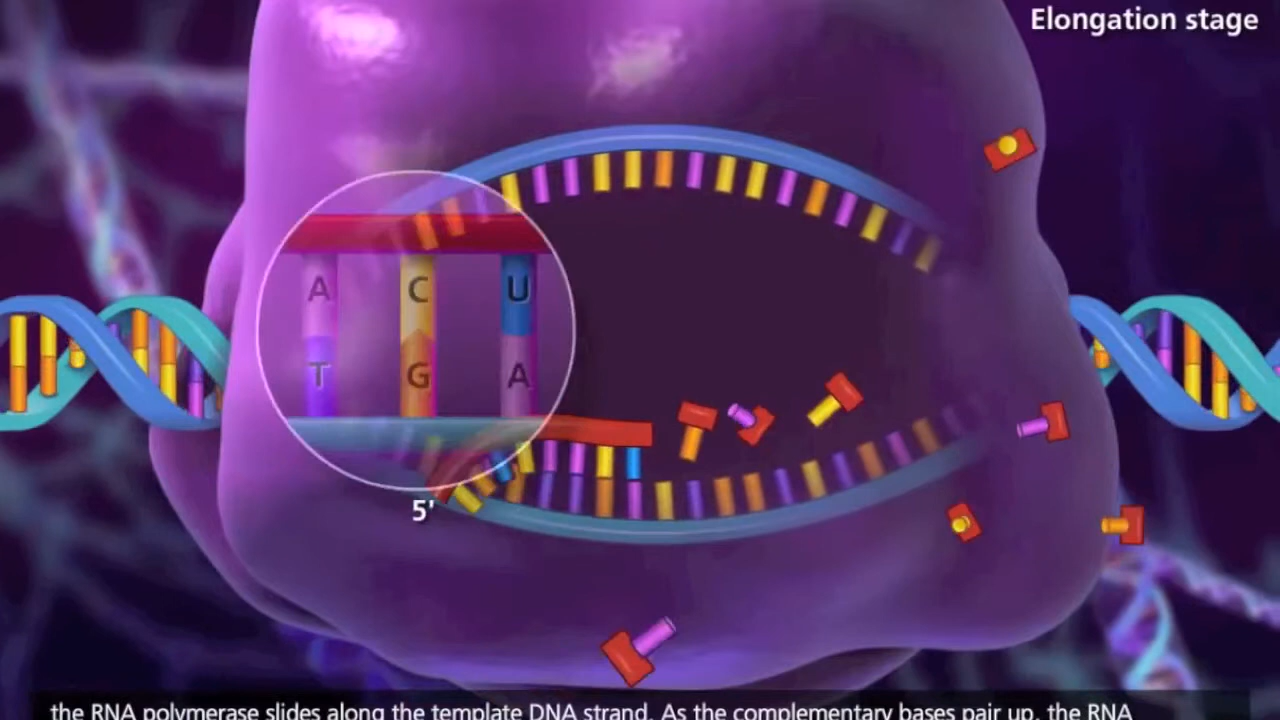 Elongation stage
A C U
T G A
5'
the RNA polymerase slides along the template DNA strand. As the complementary bases pair up, the RNA